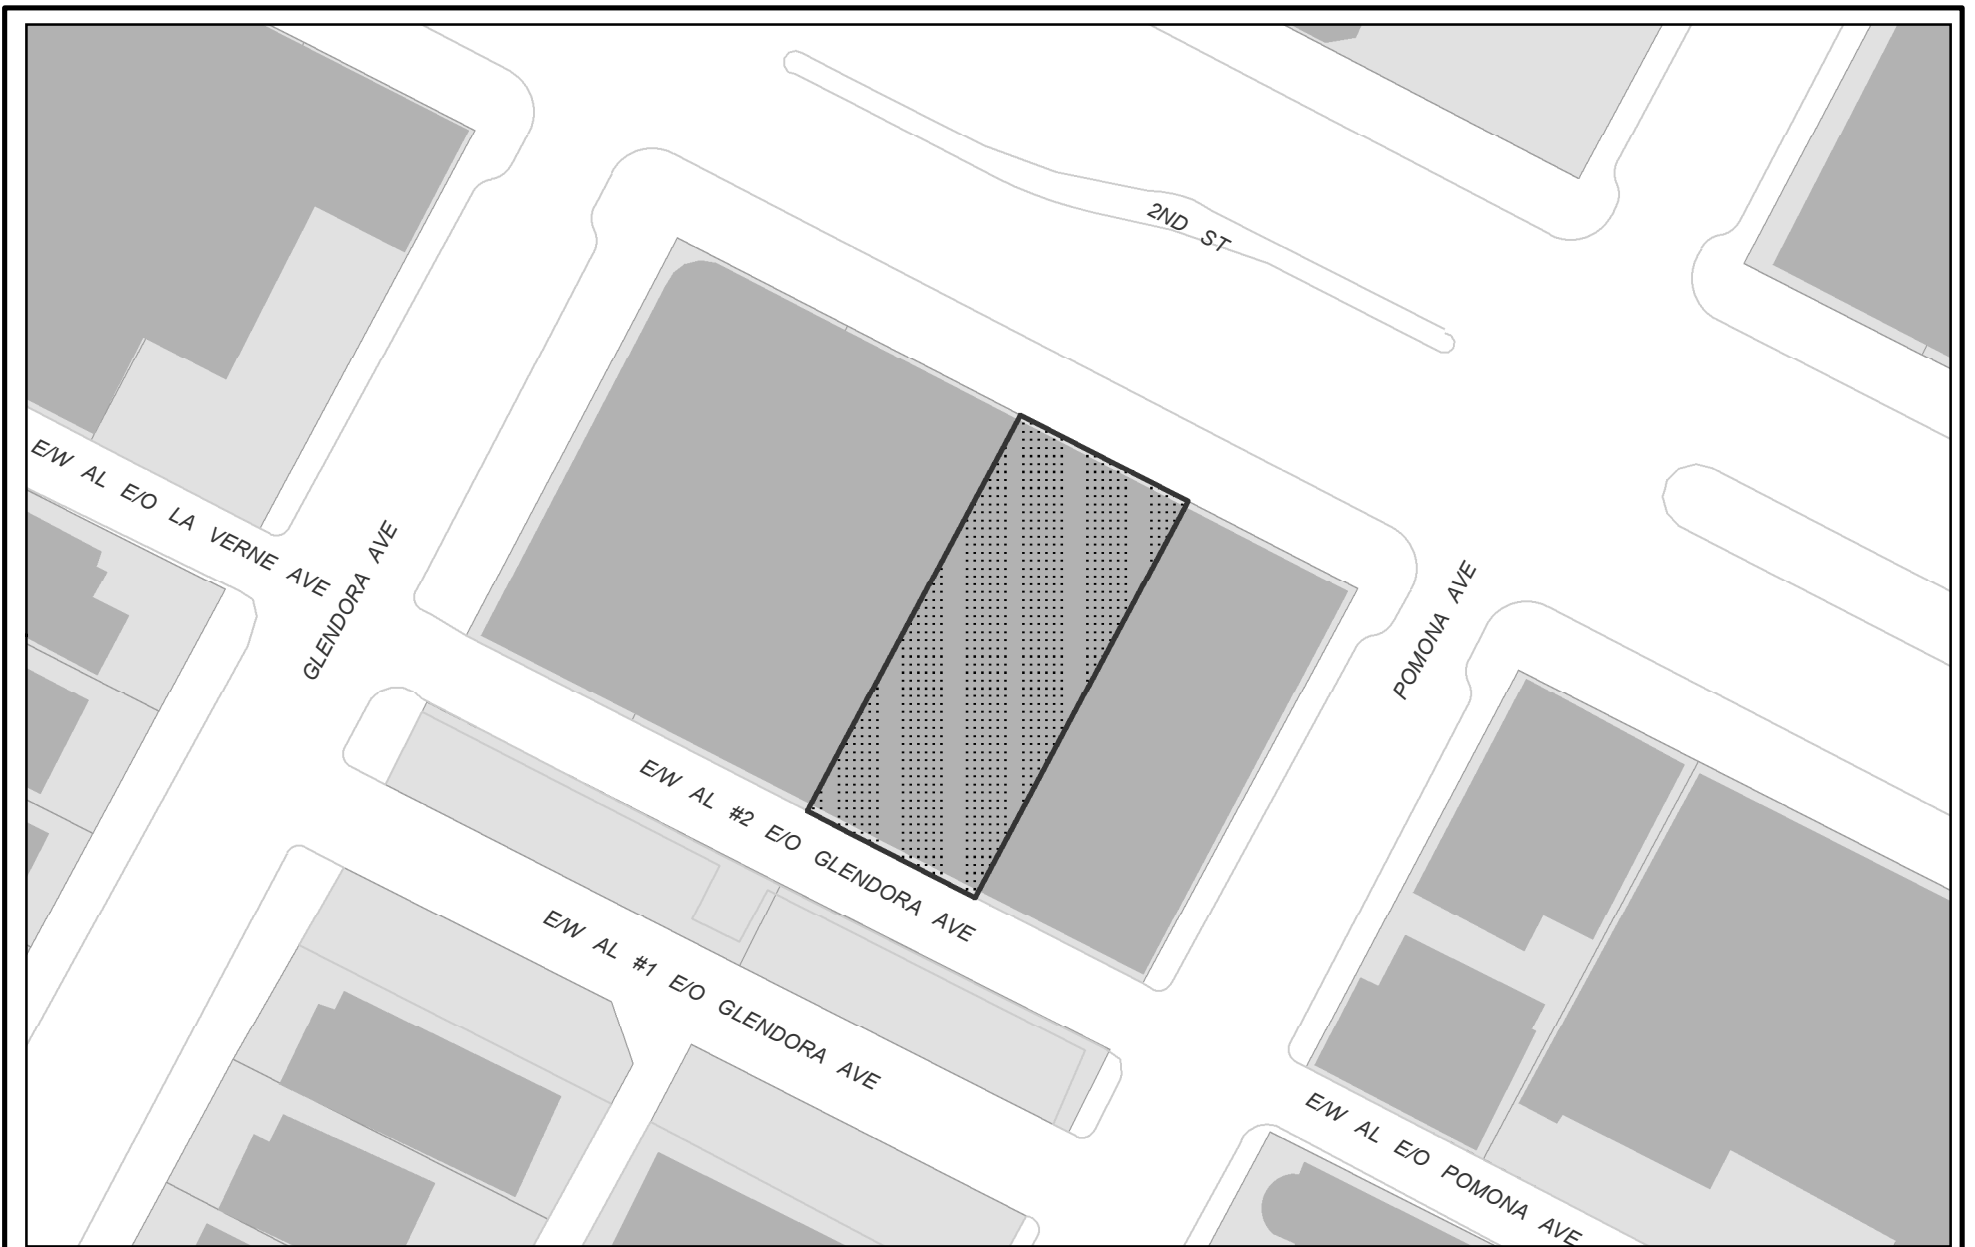 2ND ST
E/W AL E/O LA VERNE AVE
GLENDORA AVE
POMONA AVE
E/W AL #2 E/O GLENDORA AVE
E/W AL #1 E/O GLENDORA AVE
E/W AL E/O POMONA AVE